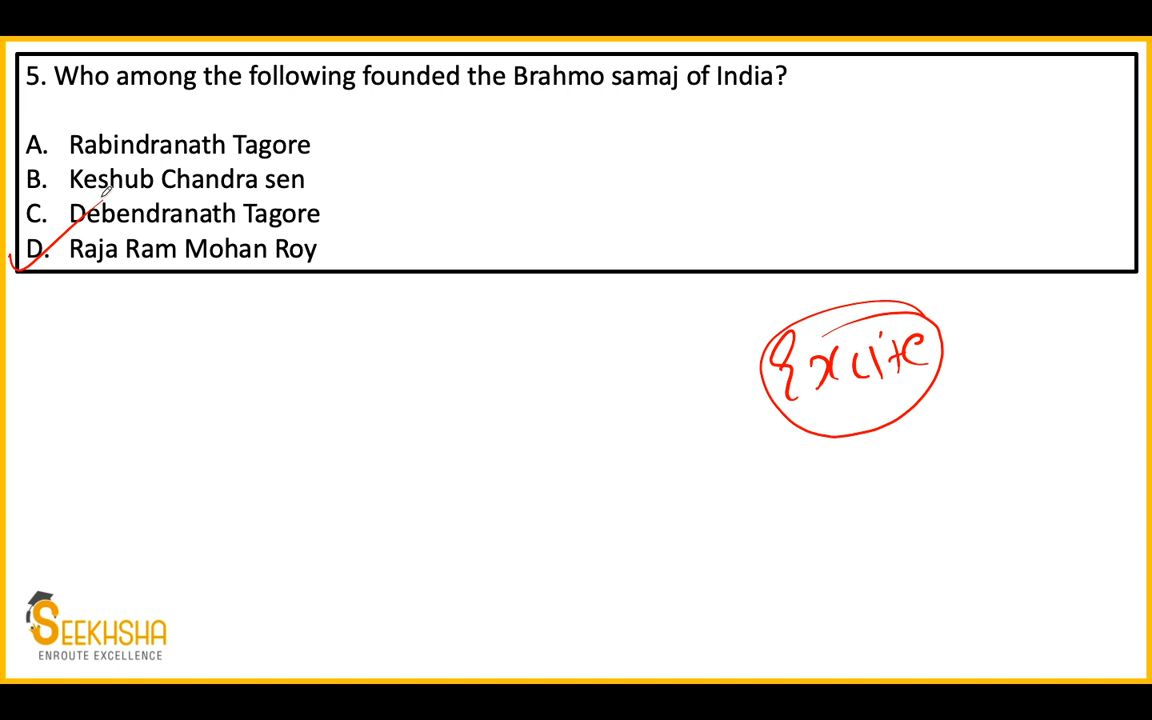 5. Who among the following founded the Brahmo samaj of India?
A. Rabindranath Tagore
B. Keshub Chandra sen
C. Debendranath Tagore
D. Raja Ram Mohan Roy
Excite
SEEKHSHA
ENROUTE EXCELLENCE